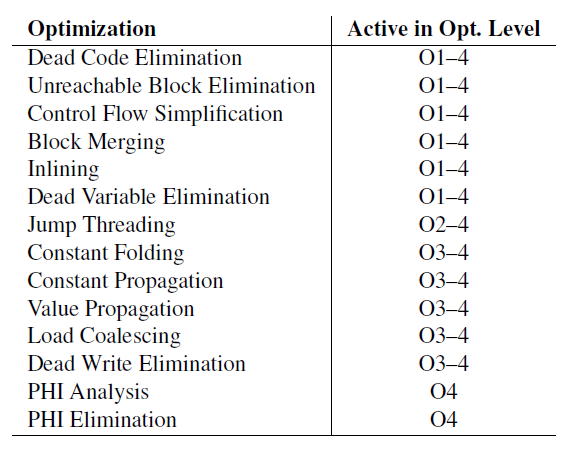 Optimization Active in Opt. Level
Dead Code Elimination O1–4
Unreachable Block Elimination O1–4
Control Flow Simplification O1–4
Block Merging O1–4
Inlining O1–4
Dead Variable Elimination O1–4
Jump Threading O2–4
Constant Folding O3–4
Constant Propagation O3–4
Value Propagation O3–4
Load Coalescing O3–4
Dead Write Elimination O3–4
PHI Analysis O4
PHI Elimination O4